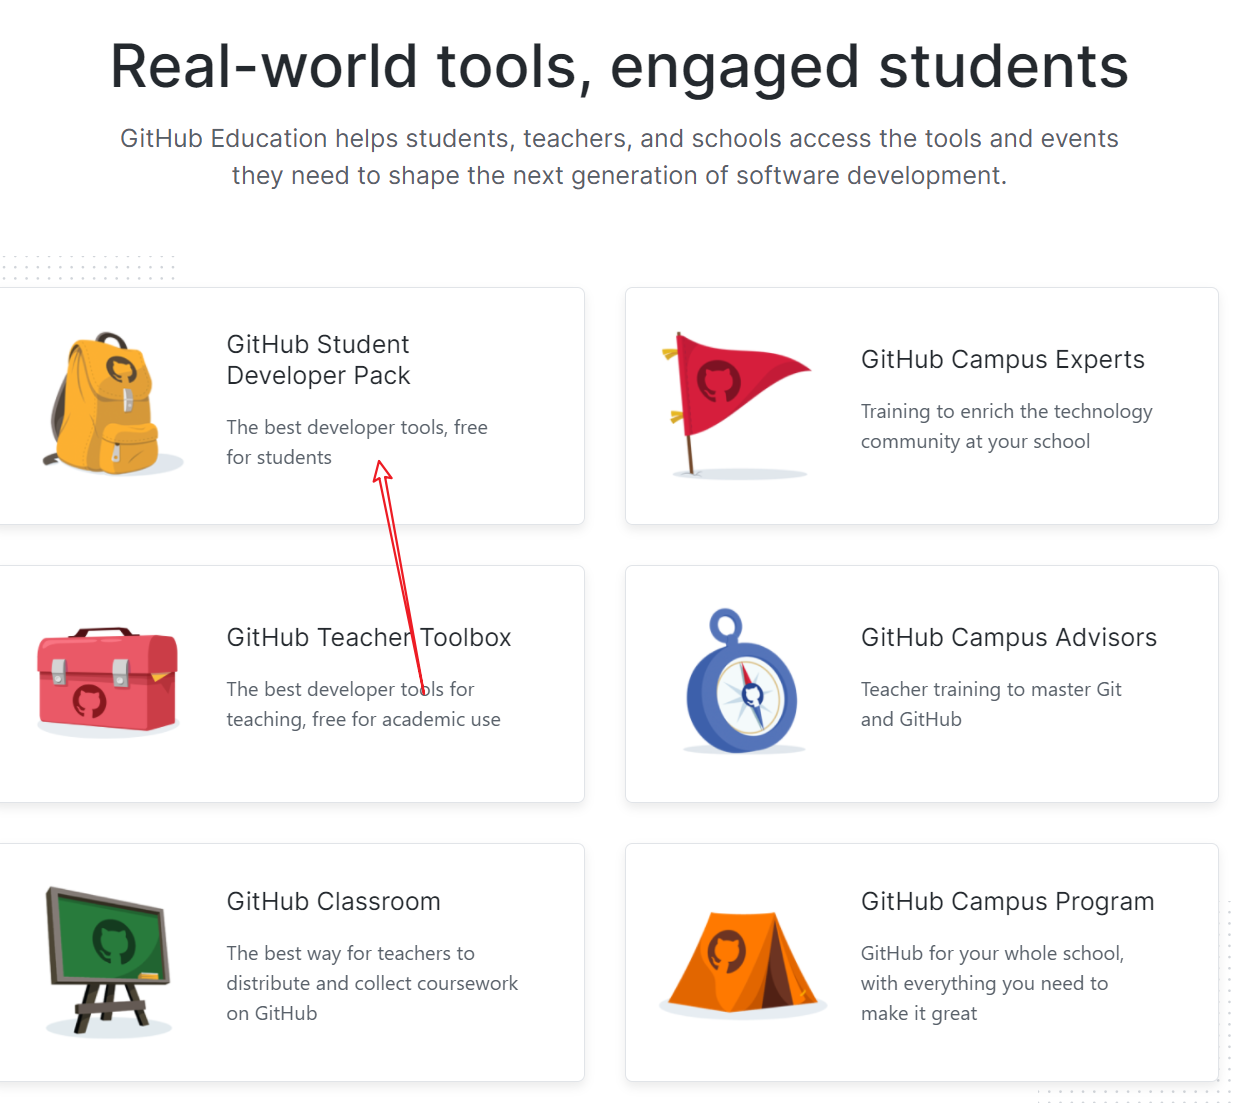 Real-world tools, engaged students
GitHub Education helps students, teachers, and schools access the tools and events
they need to shape the next generation of software development.
GitHub Student
Developer Pack
The best developer tools, free
for students
GitHub Campus Experts
Training to enrich the technology
community at your school
GitHub Teacher Toolbox
The best developer tools for
teaching, free for academic use
GitHub Campus Advisors
Teacher training to master Git
and GitHub
GitHub Classroom
The best way for teachers to
distribute and collect coursework
on GitHub
GitHub Campus Program
GitHub for your whole school,
with everything you need to
make it great